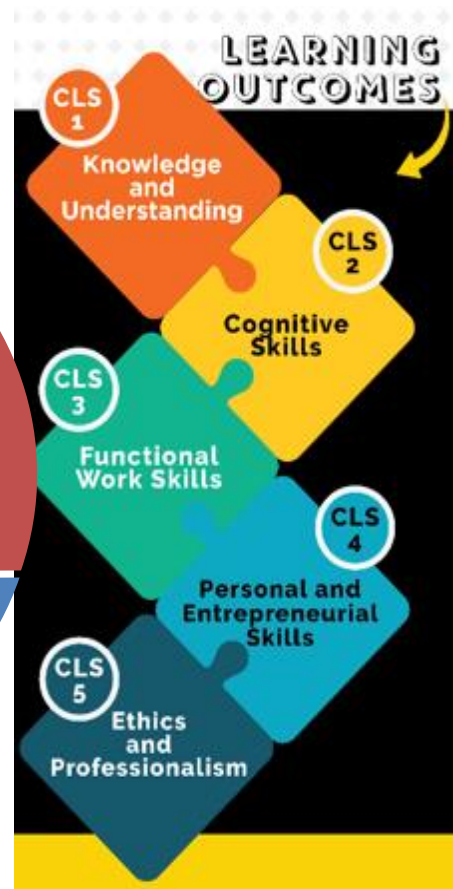 LEARNING
OUTCOMES
CLS
1
Knowledge
and
Understanding
CLS
2
Cognitive
Skills
CLS
3
Functional
Work Skills
CLS
4
Personal and
Entrepreneurial
Skills
CLS
5
Ethics
and
Professionalism